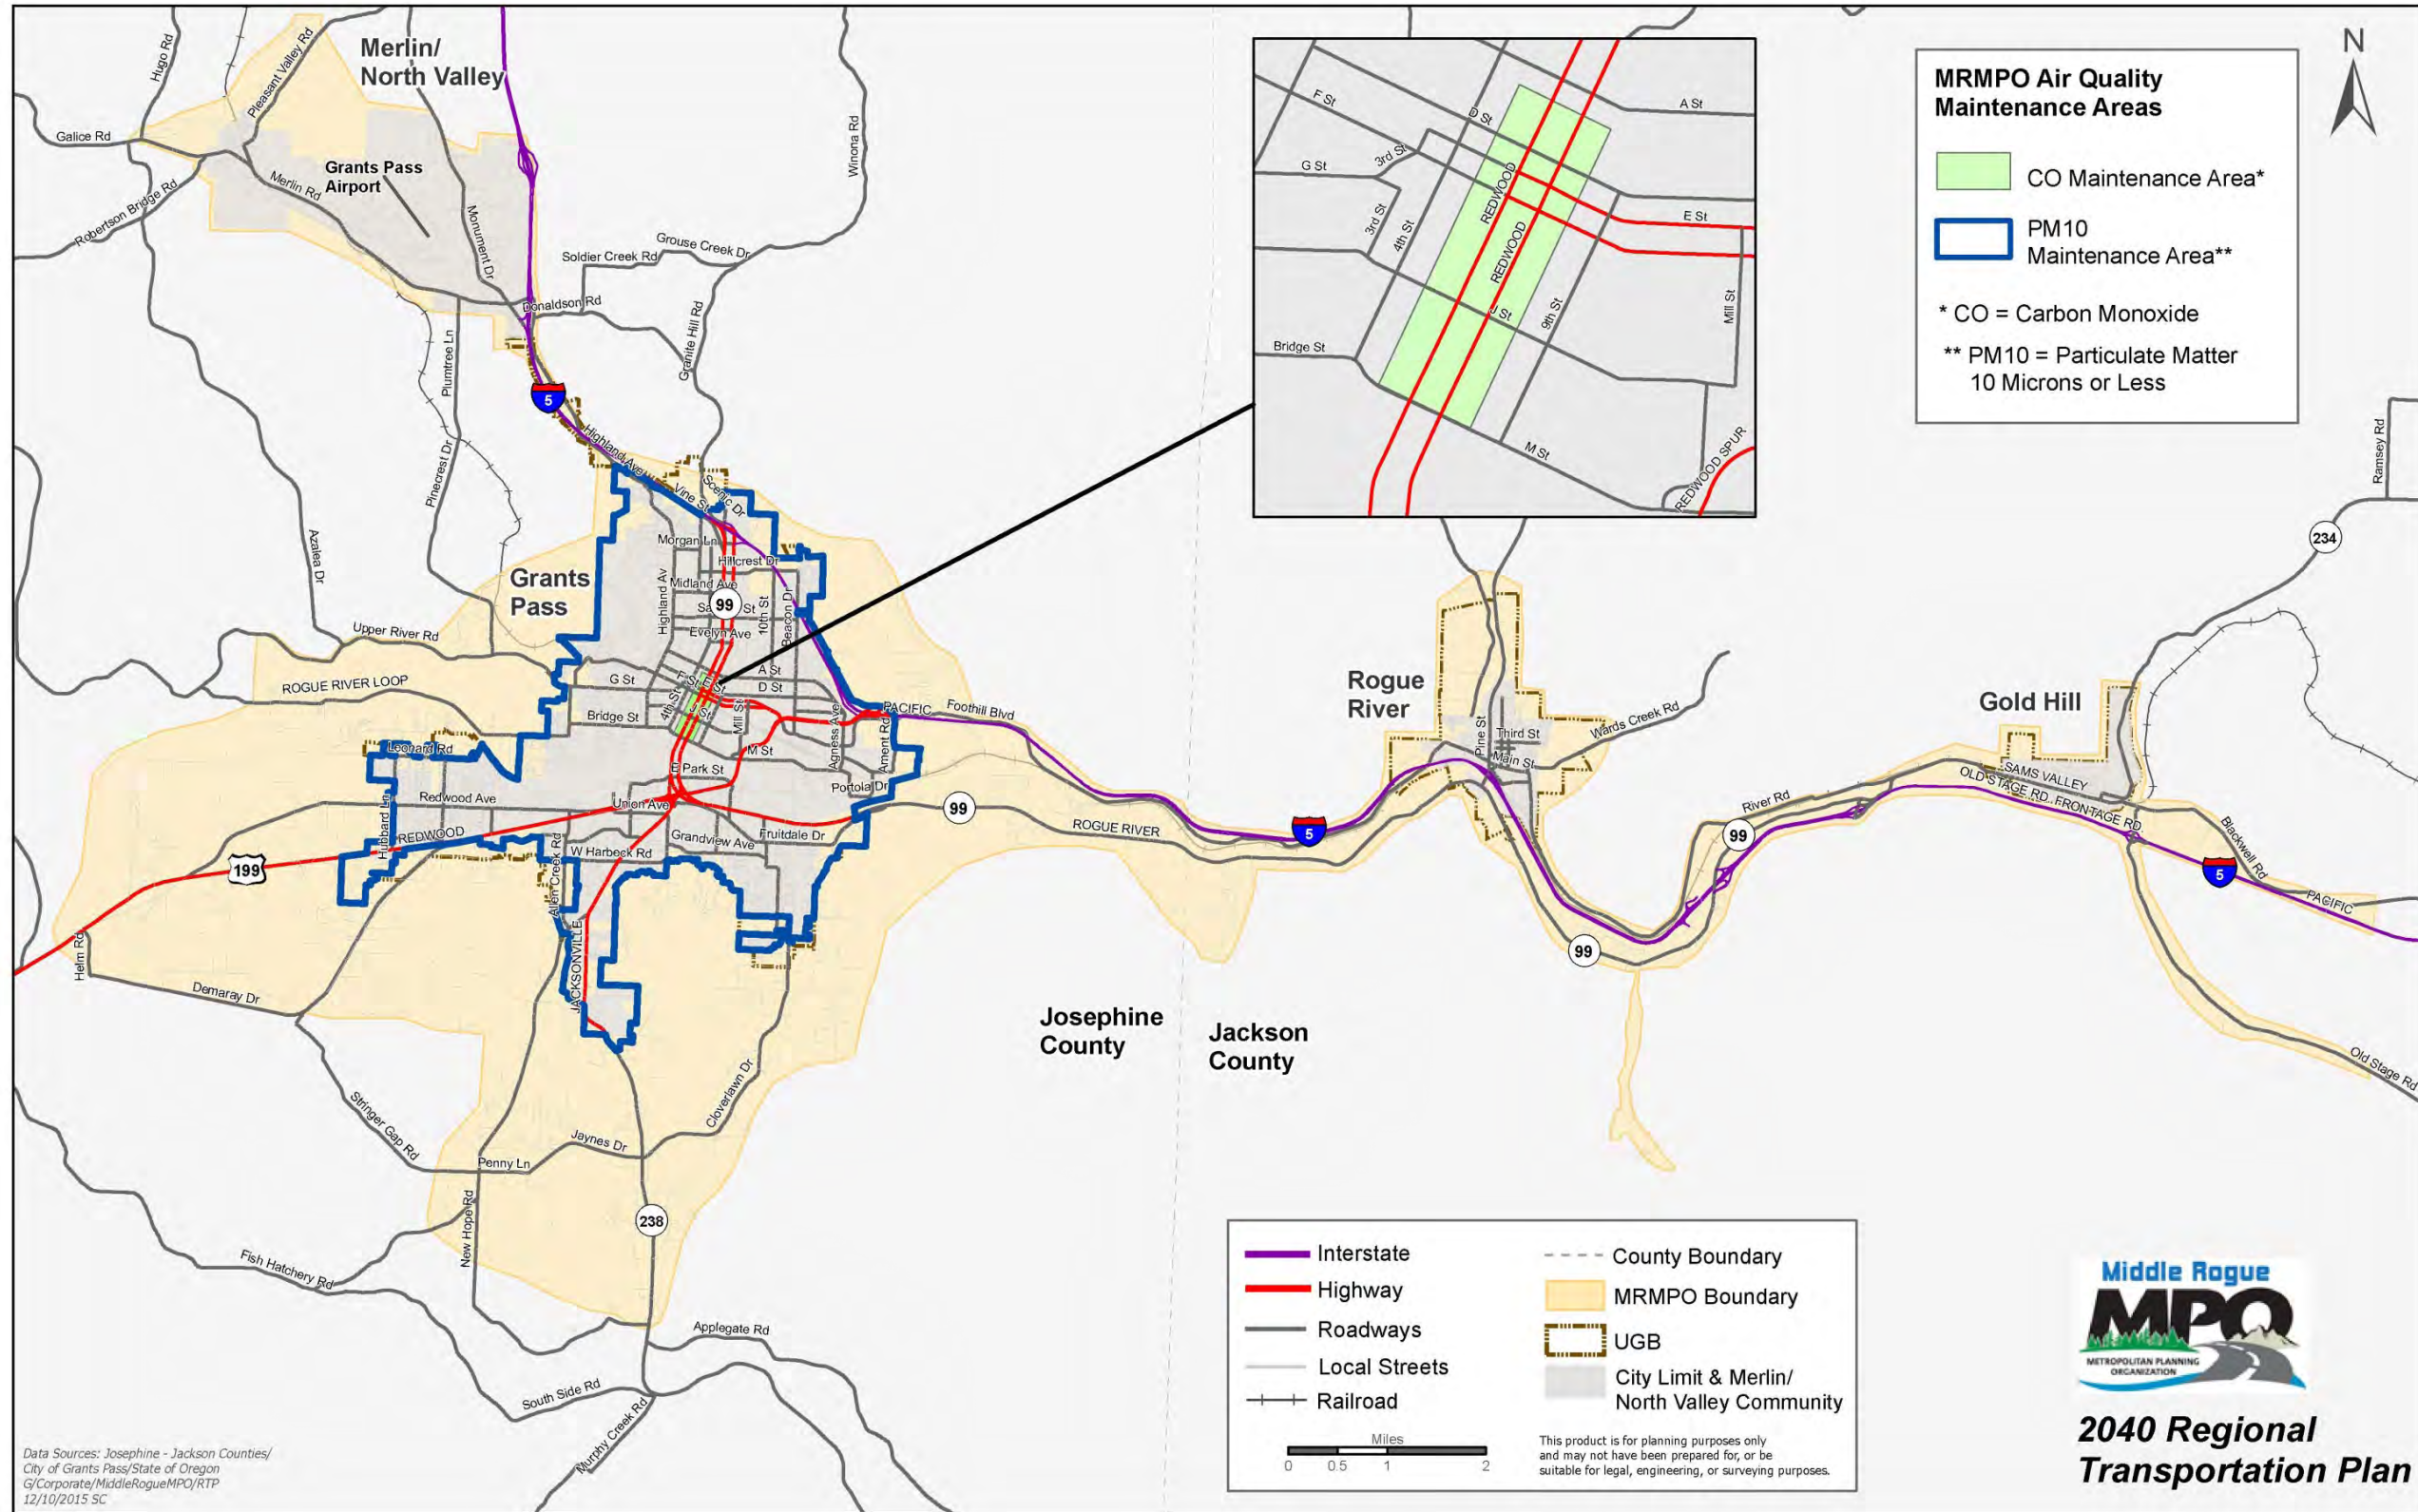 Merlin/
North Valley
Hugo Rd
Pleasant Valley Rd
Galice Rd
Robertson Bridge Rd
Merlin Rd
Grants Pass
Airport
Monument Dr
Winona Rd
Soldier Creek Rd
Grouse Creek Dr
Donaldson Rd
Granite Hill Rd
Plumtree Ln
Pinecrest Dr
Azalea Dr
5
Highland Ave
Vine St
Scenic Dr
Morgan Ln
Hillcrest Dr
Highland Av
Midland Ave
99
St
10th St
Beacon Dr
Evelyn Ave
Grants
Pass
Upper River Rd
ROGUE RIVER LOOP
G St
F St
E St
A St
D St
4th St
J St
Bridge St
Mill St
M St
Agness Ave
Ament Rd
PACIFIC
Foothill Blvd
Leonard Rd
E Park St
Portola Dr
Redwood Ave
Union Ave
Hubbard Ln
REDWOOD
199
Allen Creek Rd
W Harbeck Rd
Grandview Ave
Fruitdale Dr
99
ROGUE RIVER
JACKSONVILLE
Helm Rd
Demaray Dr
Stringer Gap Rd
Cloverlawn Dr
Jaynes Dr
Penny Ln
New Hope Rd
238
Fish Hatchery Rd
Applegate Rd
South Side Rd
Murphy Creek Rd
Josephine
County
Jackson
County
F St
D St
A St
G St
3rd St
REDWOOD
E St
3rd St
4th St
REDWOOD
J St
9th St
Mill St
Bridge St
M St
REDWOOD SPUR
5
Rogue
River
Pine St
Third St
Main St
Wards Creek Rd
99
River Rd
99
Gold Hill
SAMS VALLEY
OLD STAGE RD. FRONTAGE RD.
Blackwell Rd
5
PACIFIC
Old Stage Rd
234
Ramsey Rd
N
MRMPO Air Quality
Maintenance Areas
CO Maintenance Area*
PM10
Maintenance Area**
* CO = Carbon Monoxide
** PM10 = Particulate Matter
10 Microns or Less
Interstate
Highway
Roadways
Local Streets
Railroad
Miles
0 0.5 1 2
County Boundary
MRMPO Boundary
UGB
City Limit & Merlin/
North Valley Community
This product is for planning purposes only
and may not have been prepared for, or be
suitable for legal, engineering, or surveying purposes.
Middle Rogue
MPO
METROPOLITAN PLANNING
ORGANIZATION
2040 Regional
Transportation Plan
Data Sources: Josephine - Jackson Counties/
City of Grants Pass/State of Oregon
G/Corporate/MiddleRogueMPO/RTP
12/10/2015 SC